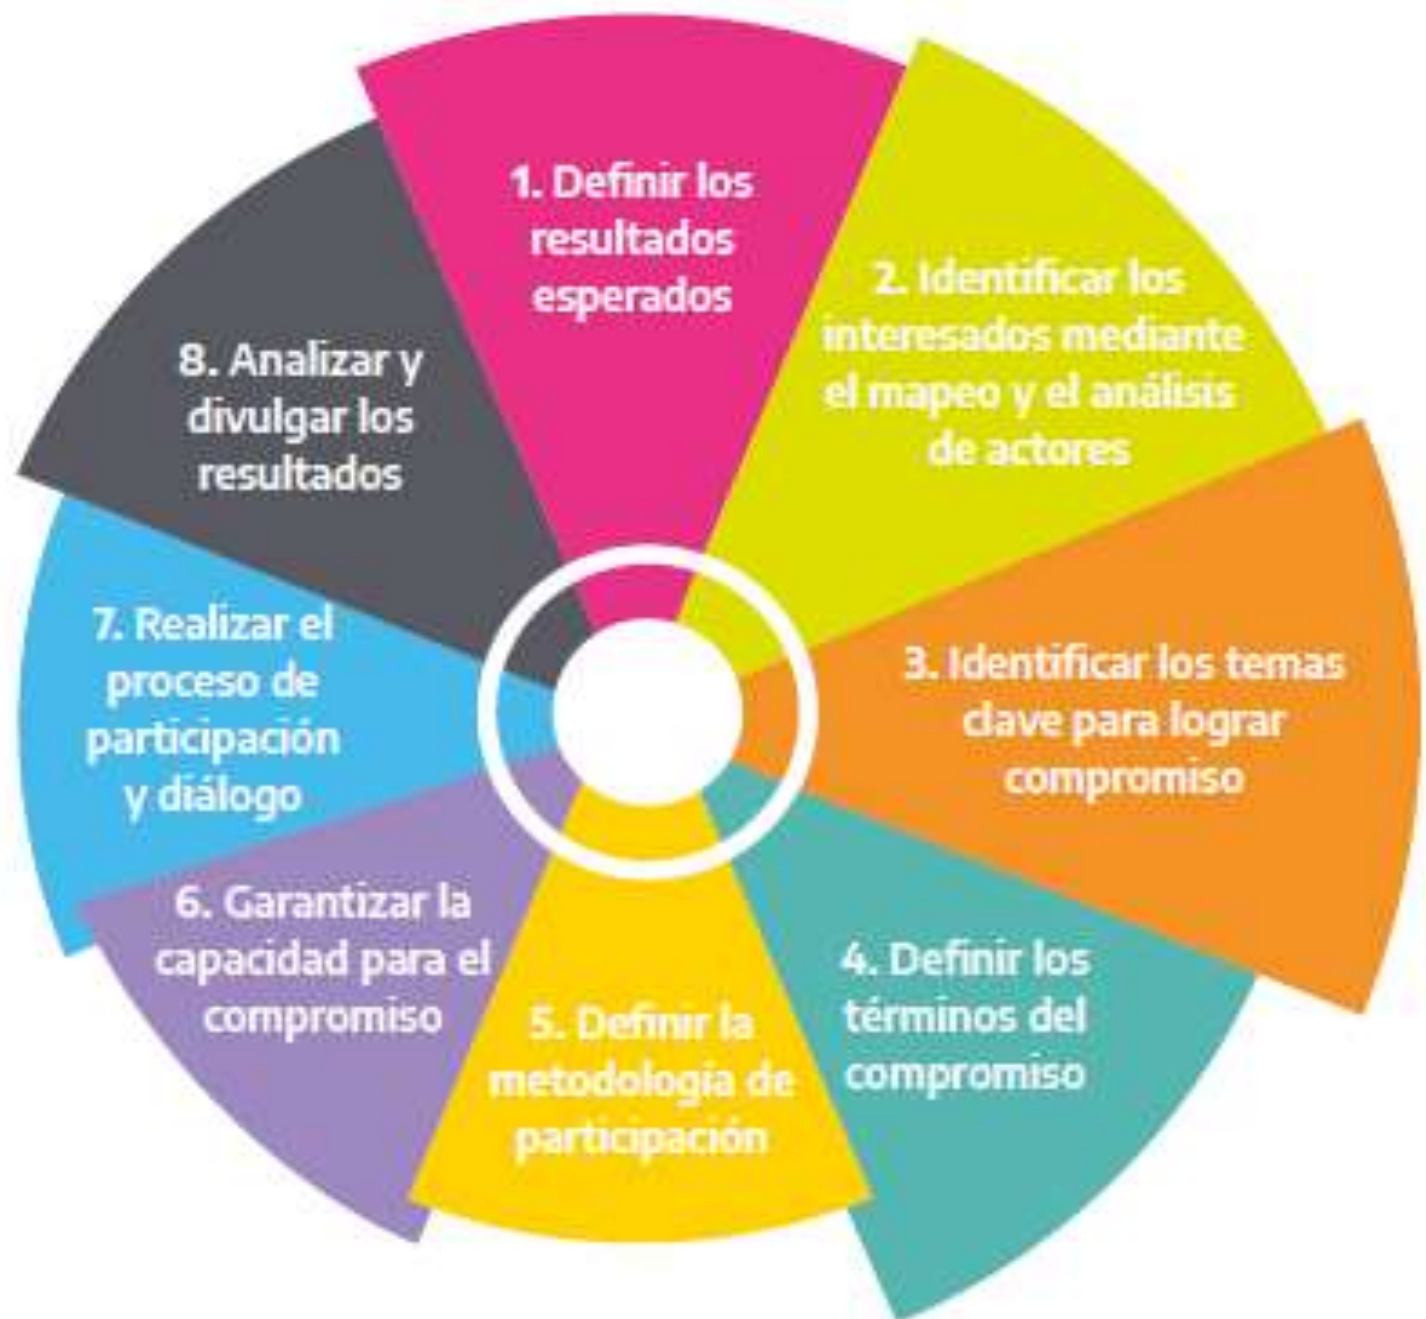 1. Definir los
resultados
esperados
2. Identificar los
interesados mediante
el mapeo y el análisis
de actores
3. Identificar los temas
clave para lograr
compromiso
4. Definir los
términos del
compromiso
5. Definir la
metodología de
participación
6. Garantizar la
capacidad para el
compromiso
7. Realizar el
proceso de
participación
y diálogo
8. Analizar y
divulgar los
resultados